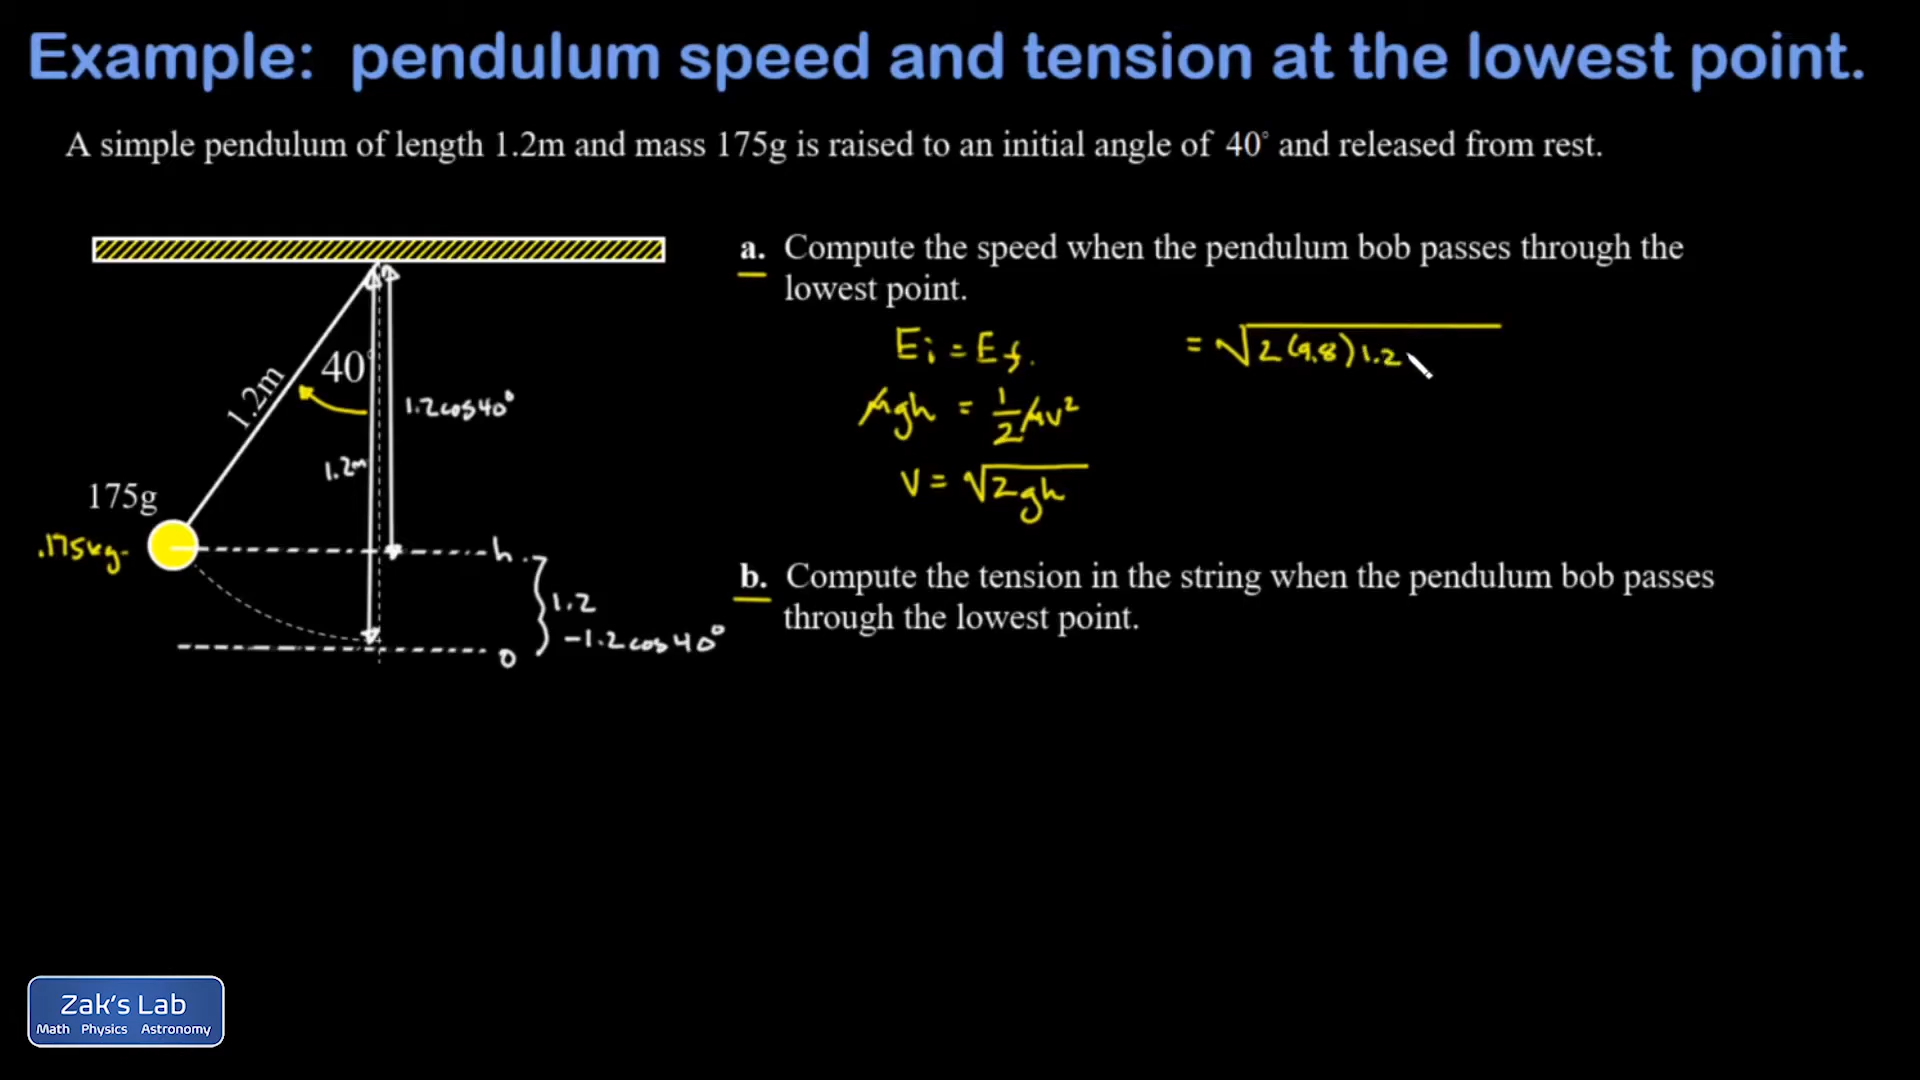 Example: pendulum speed and tension at the lowest point.
A simple pendulum of length 1.2m and mass 175g is raised to an initial angle of 40° and released from rest.
a. Compute the speed when the pendulum bob passes through the
lowest point.
Ei = Ef.
= √2(9.8)1.2
40°
1.2m
1.2cos40°
mgh = 1/2 mv²
1.2m
v = √2gh
175g
.175kg.
h.
b. Compute the tension in the string when the pendulum bob passes
through the lowest point.
1.2
-1.2cos40°
0
Zak's Lab
Math Physics Astronomy